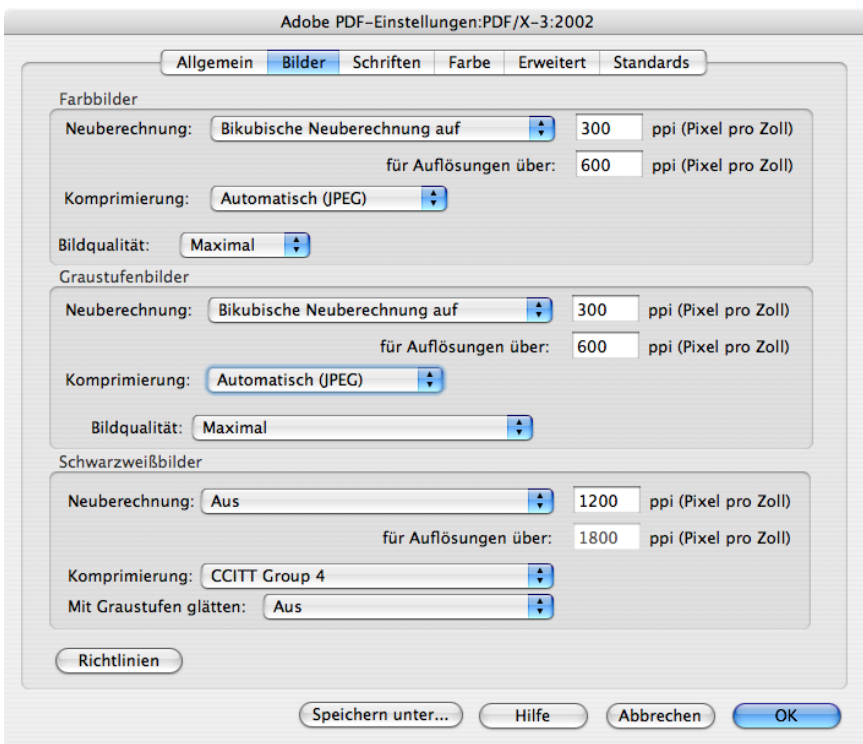 Adobe PDF-Einstellungen:PDF/X-3:2002
Allgemein Bilder Schriften Farbe Erweitert Standards
Farbbilder
Neuberechnung: Bikubische Neuberechnung auf 300 ppi (Pixel pro Zoll)
für Auflösungen über: 600 ppi (Pixel pro Zoll)
Komprimierung: Automatisch (JPEG)
Bildqualität: Maximal
Graustufenbilder
Neuberechnung: Bikubische Neuberechnung auf 300 ppi (Pixel pro Zoll)
für Auflösungen über: 600 ppi (Pixel pro Zoll)
Komprimierung: Automatisch (JPEG)
Bildqualität: Maximal
Schwarzweißbilder
Neuberechnung: Aus 1200 ppi (Pixel pro Zoll)
für Auflösungen über: 1800 ppi (Pixel pro Zoll)
Komprimierung: CCITT Group 4
Mit Graustufen glätten: Aus
Richtlinien
Speichern unter... Hilfe Abbrechen OK